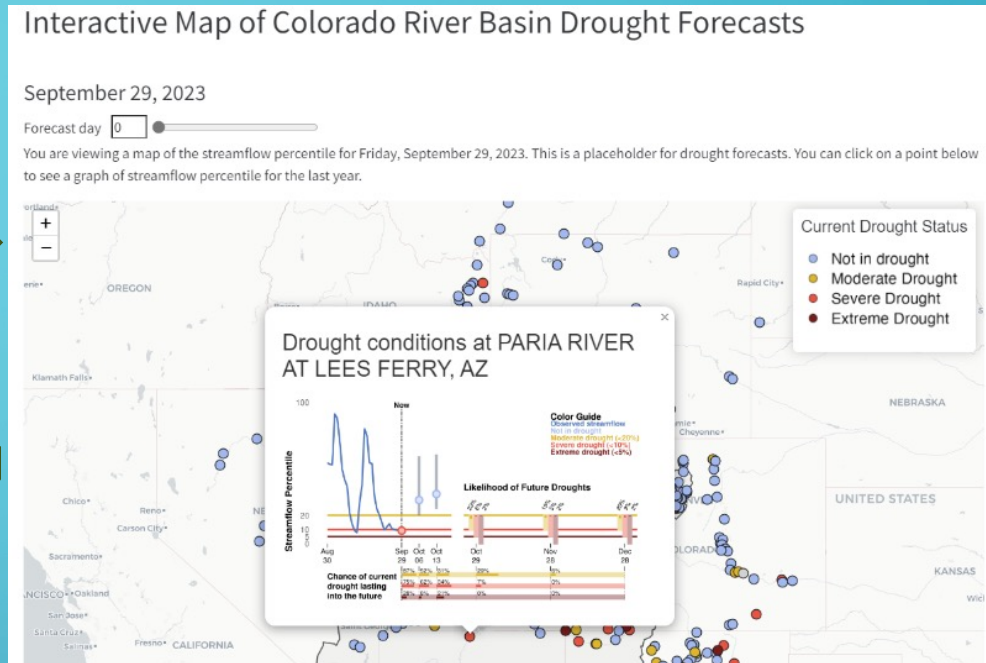 Interactive Map of Colorado River Basin Drought Forecasts
September 29, 2023
Forecast day 0
You are viewing a map of the streamflow percentile for Friday, September 29, 2023. This is a placeholder for drought forecasts. You can click on a point below
to see a graph of streamflow percentile for the last year.
+
−
Current Drought Status
Not in drought
Moderate Drought
Severe Drought
Extreme Drought
OREGON
IDAHO
Rapid City
Klamath Falls
NEBRASKA
Cheyenne
×
Drought conditions at PARIA RIVER
AT LEES FERRY, AZ
100
Now
Color Guide
Observed streamflow
Not in drought
Moderate drought (<20%)
Severe drought (<10%)
Extreme drought (<5%)
Streamflow Percentile
Likelihood of Future Droughts
20
10
5
0
Aug
30
Sep
29
Oct
06
Oct
13
Oct
29
Nov
28
Dec
28
Chance of current
drought lasting
into the future
7%
0%
0%
Chico
Reno
Carson City
Sacramento
Oakland
San Jose
Santa Cruz
Salinas
Fresno
CALIFORNIA
UNITED STATES
KANSAS